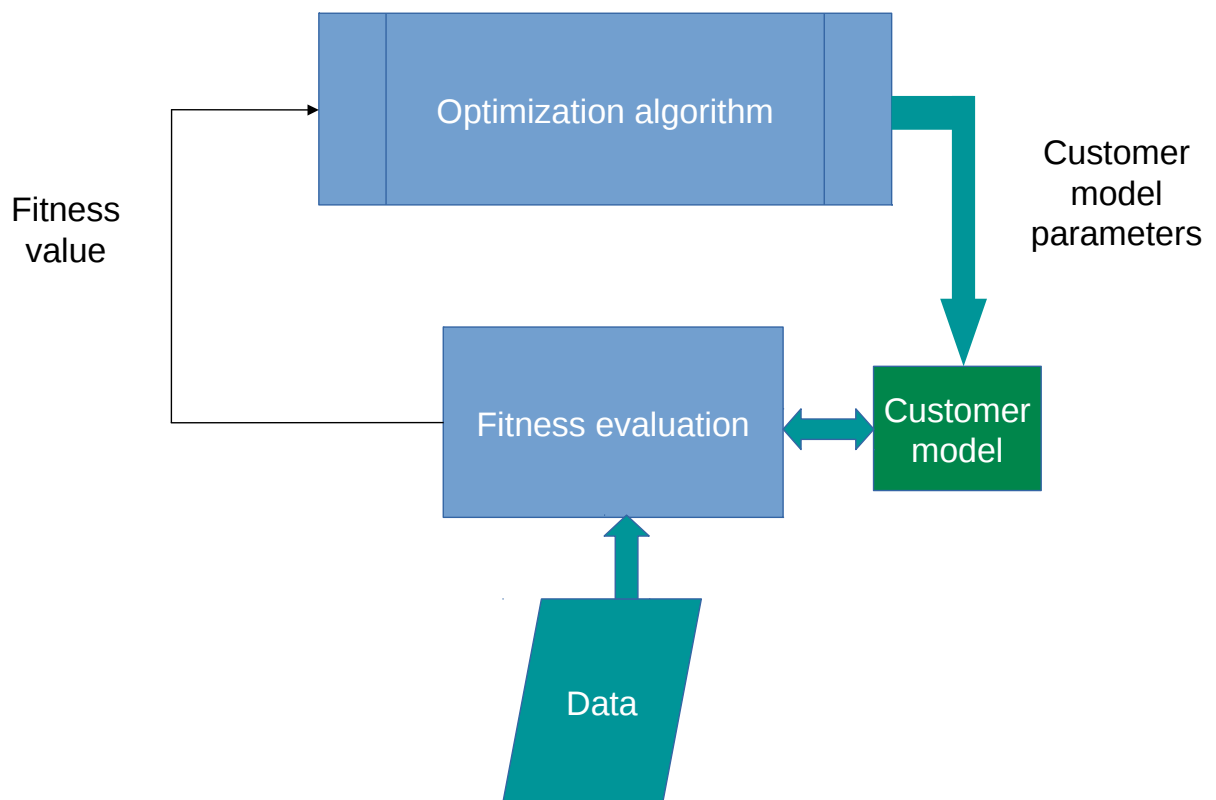 Optimization algorithm
Customer
model
parameters
Fitness
value
Fitness evaluation
Customer
model
Data